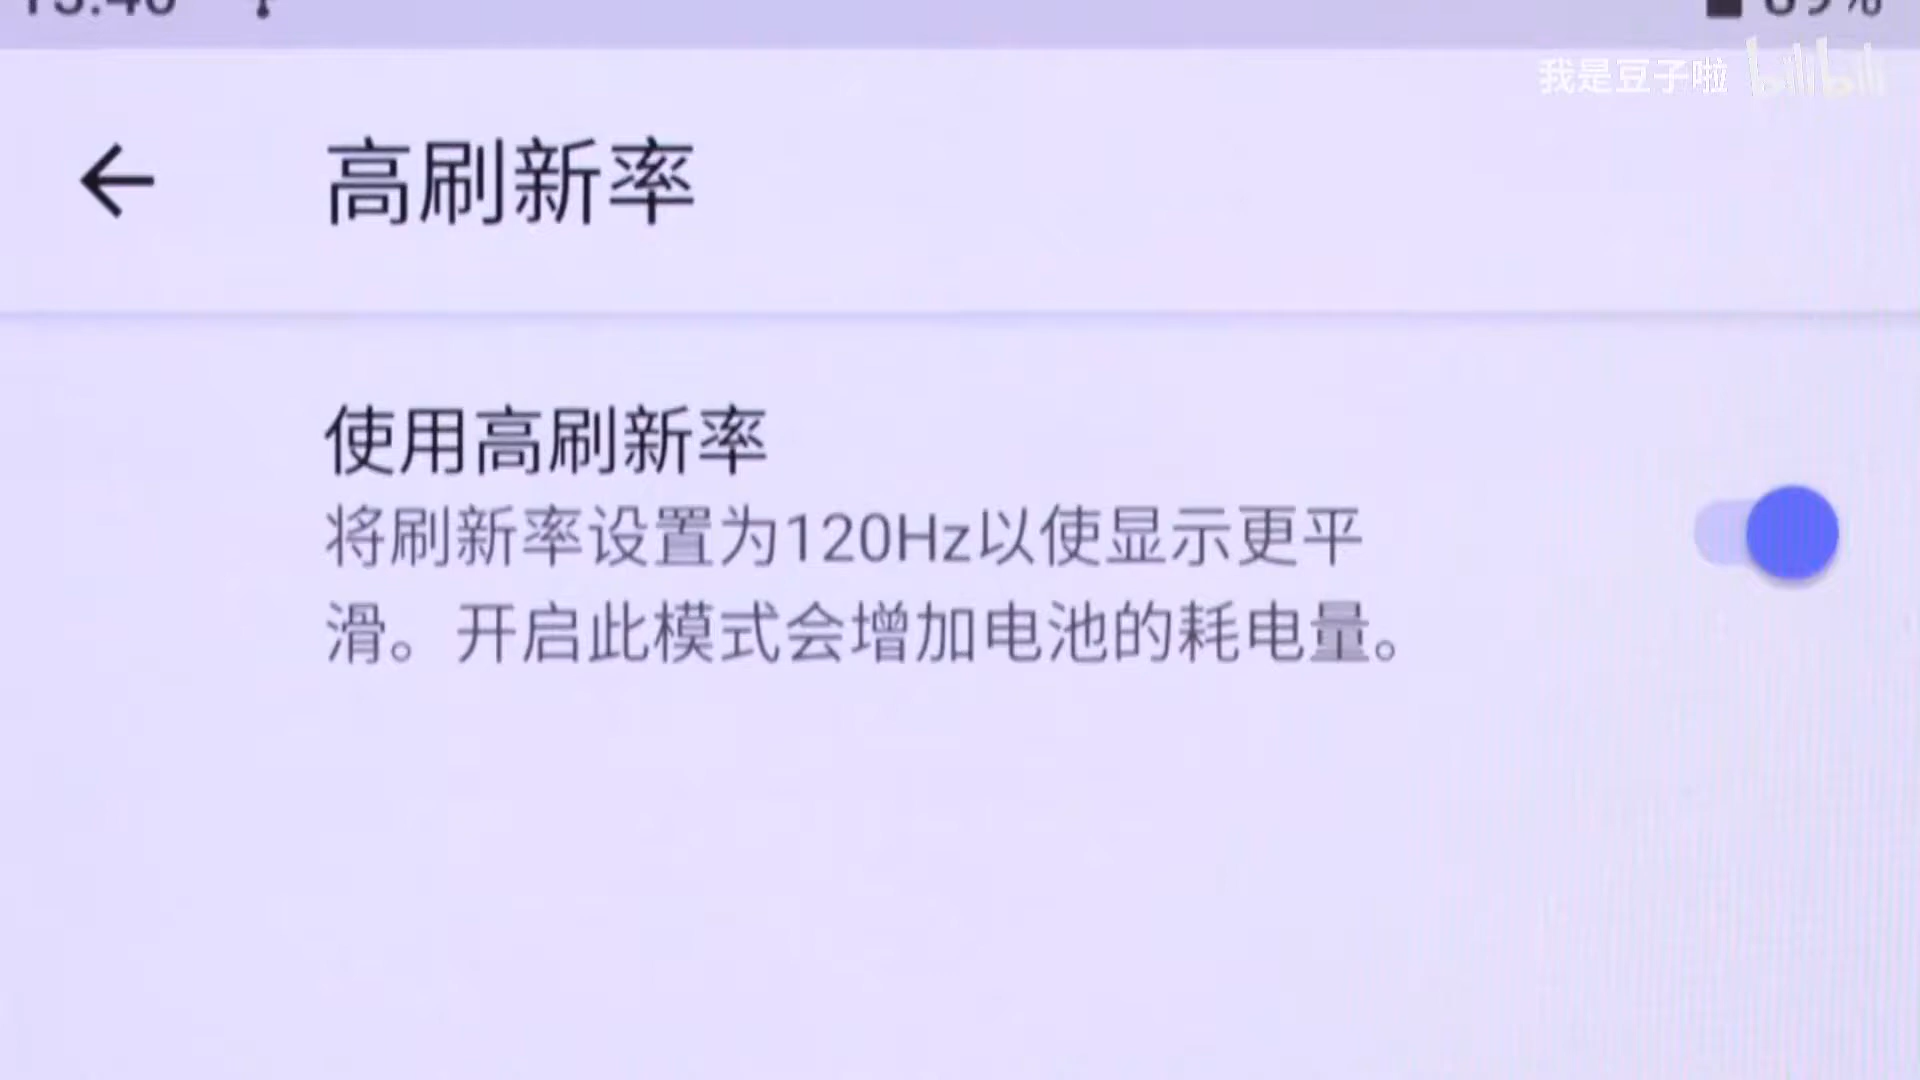 我是豆子啦 bilibili
高刷新率
使用高刷新率
将刷新率设置为120Hz以使显示更平
滑。开启此模式会增加电池的耗电量。